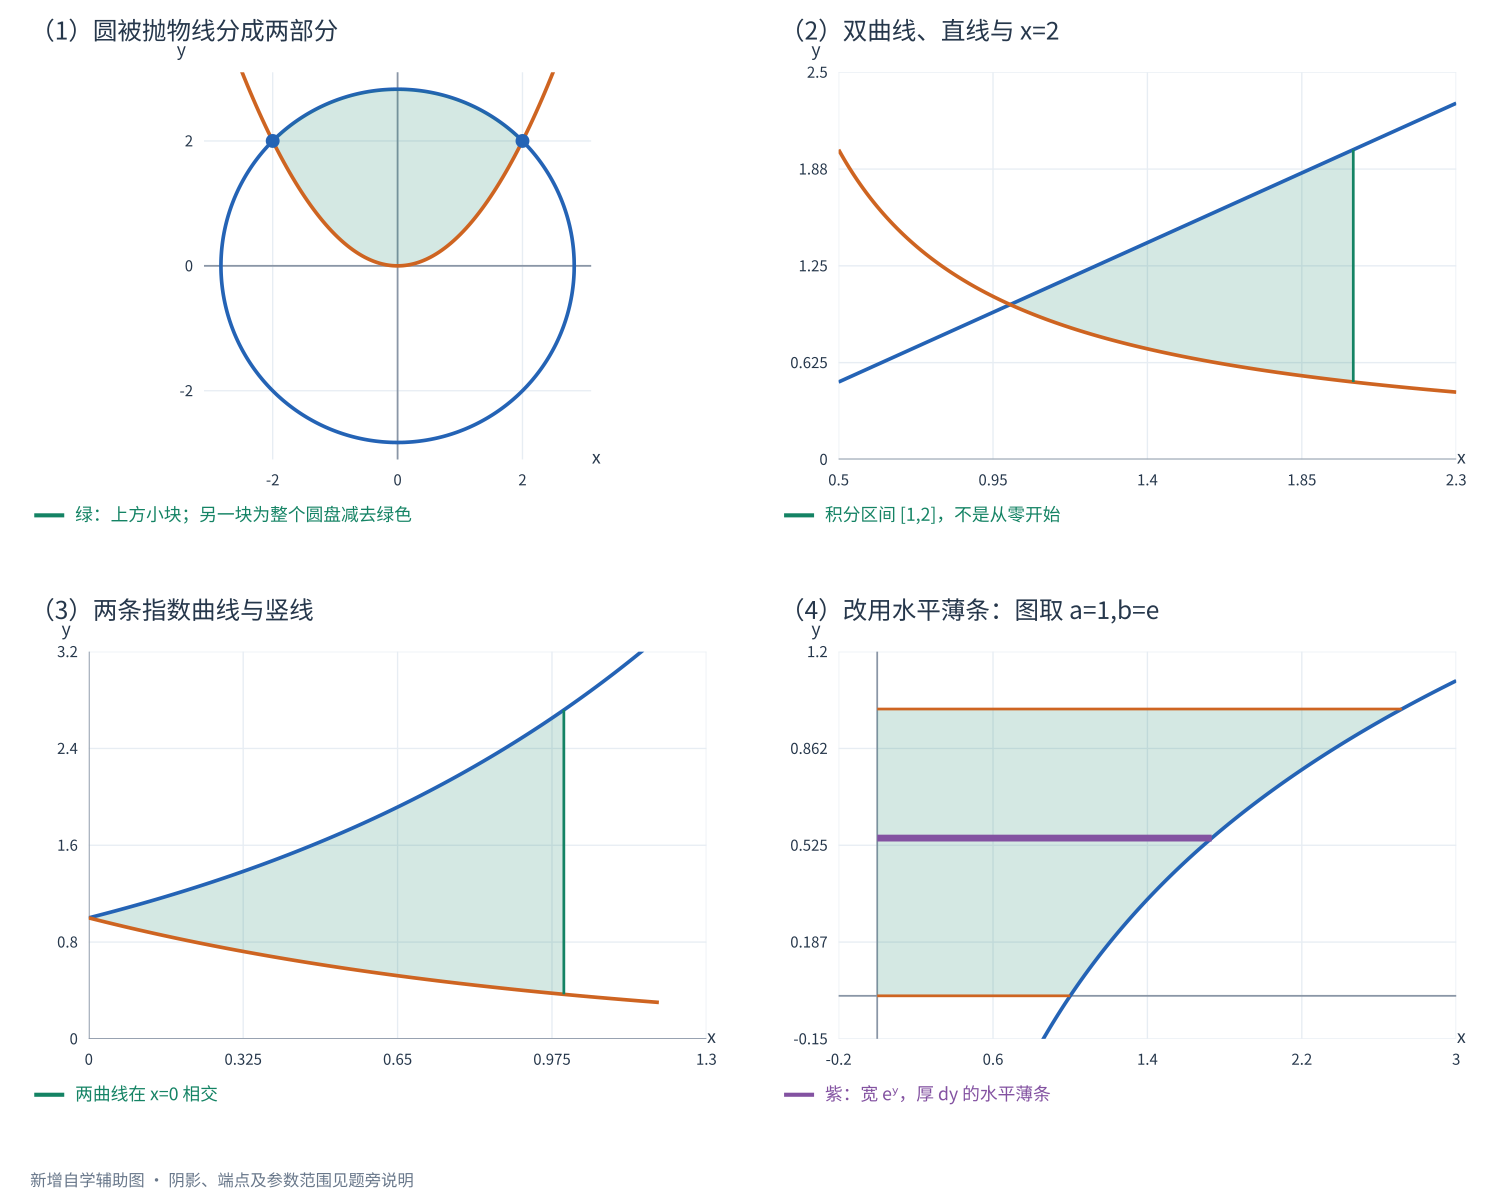 （1）圆被抛物线分成两部分
y
2
0
-2
-2
0
2
x
绿：上方小块；另一块为整个圆盘减去绿色
（2）双曲线、直线与 x=2
y
2.5
1.88
1.25
0.625
0
0.5
0.95
1.4
1.85
2.3
x
积分区间 [1,2]，不是从零开始
（3）两条指数曲线与竖线
y
3.2
2.4
1.6
0.8
0
0
0.325
0.65
0.975
1.3
x
两曲线在 x=0 相交
（4）改用水平薄条：图取 a=1,b=e
y
1.2
0.862
0.525
0.187
-0.15
-0.2
0.6
1.4
2.2
3
x
紫：宽 eʸ，厚 dy 的水平薄条
新增自学辅助图 · 阴影、端点及参数范围见题旁说明